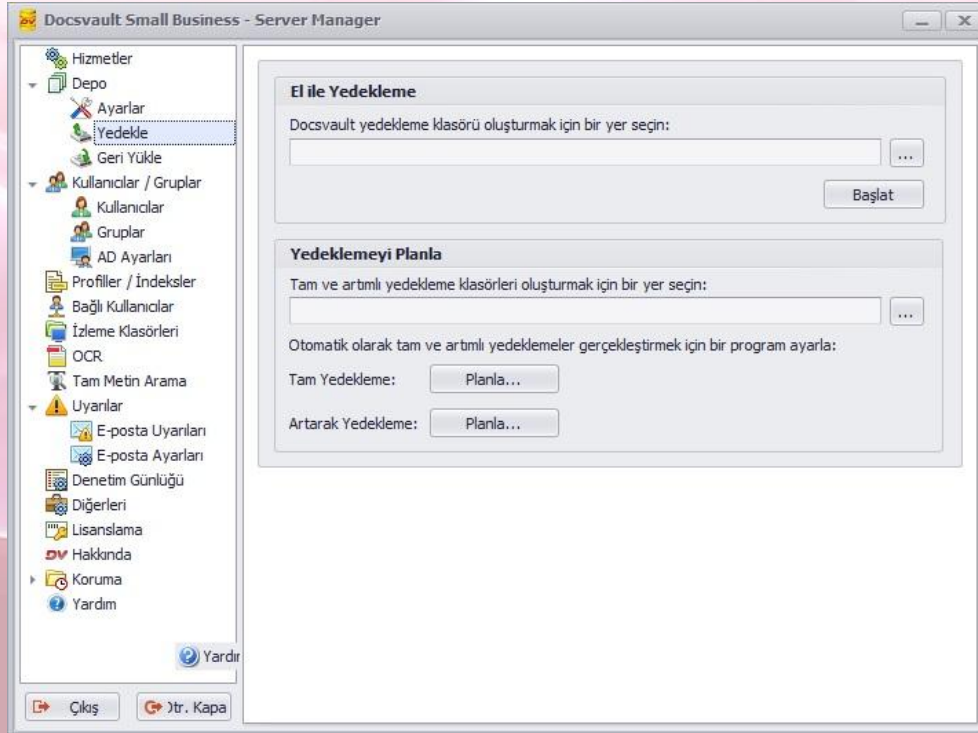 Docsvault Small Business - Server Manager
Hizmetler
Depo
Ayarlar
Yedekle
Geri Yükle
Kullanıcılar / Gruplar
Kullanıcılar
Gruplar
AD Ayarları
Profiller / İndeksler
Bağlı Kullanıcılar
İzleme Klasörleri
OCR
Tam Metin Arama
Uyarılar
E-posta Uyarıları
E-posta Ayarları
Denetim Günlüğü
Diğerleri
Lisanslama
DV Hakkında
Koruma
Yardım
Yardır
Çıkış
Otr. Kapa
El ile Yedekleme
Docsvault yedekleme klasörü oluşturmak için bir yer seçin:
...
Başlat
Yedeklemeyi Planla
Tam ve artımlı yedekleme klasörleri oluşturmak için bir yer seçin:
...
Otomatik olarak tam ve artımlı yedeklemeler gerçekleştirmek için bir program ayarla:
Tam Yedekleme: Planla...
Artarak Yedekleme: Planla...